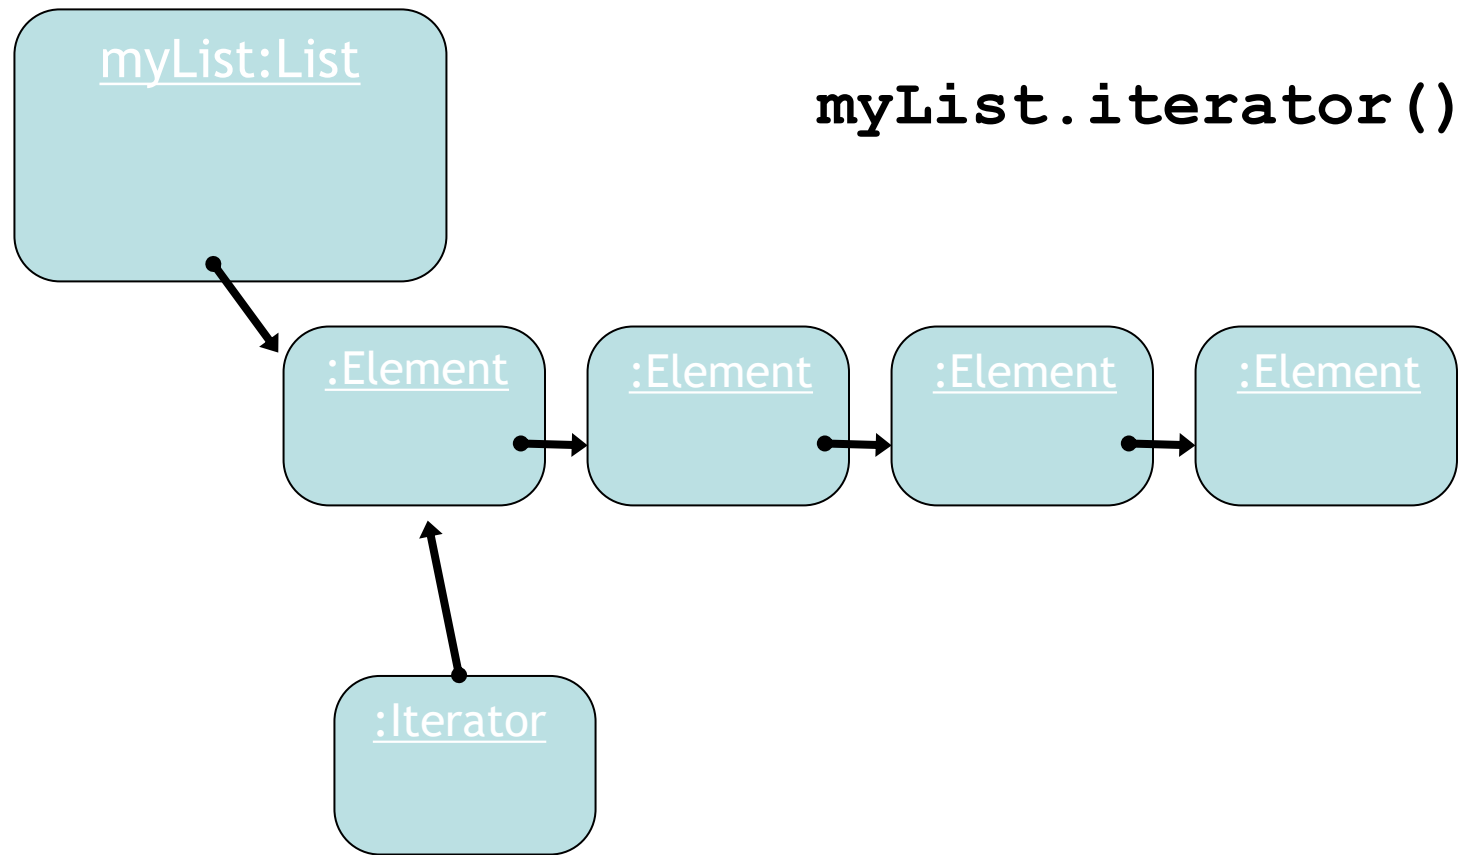 myList:List
myList.iterator()
:Element
:Element
:Element
:Element
:Iterator